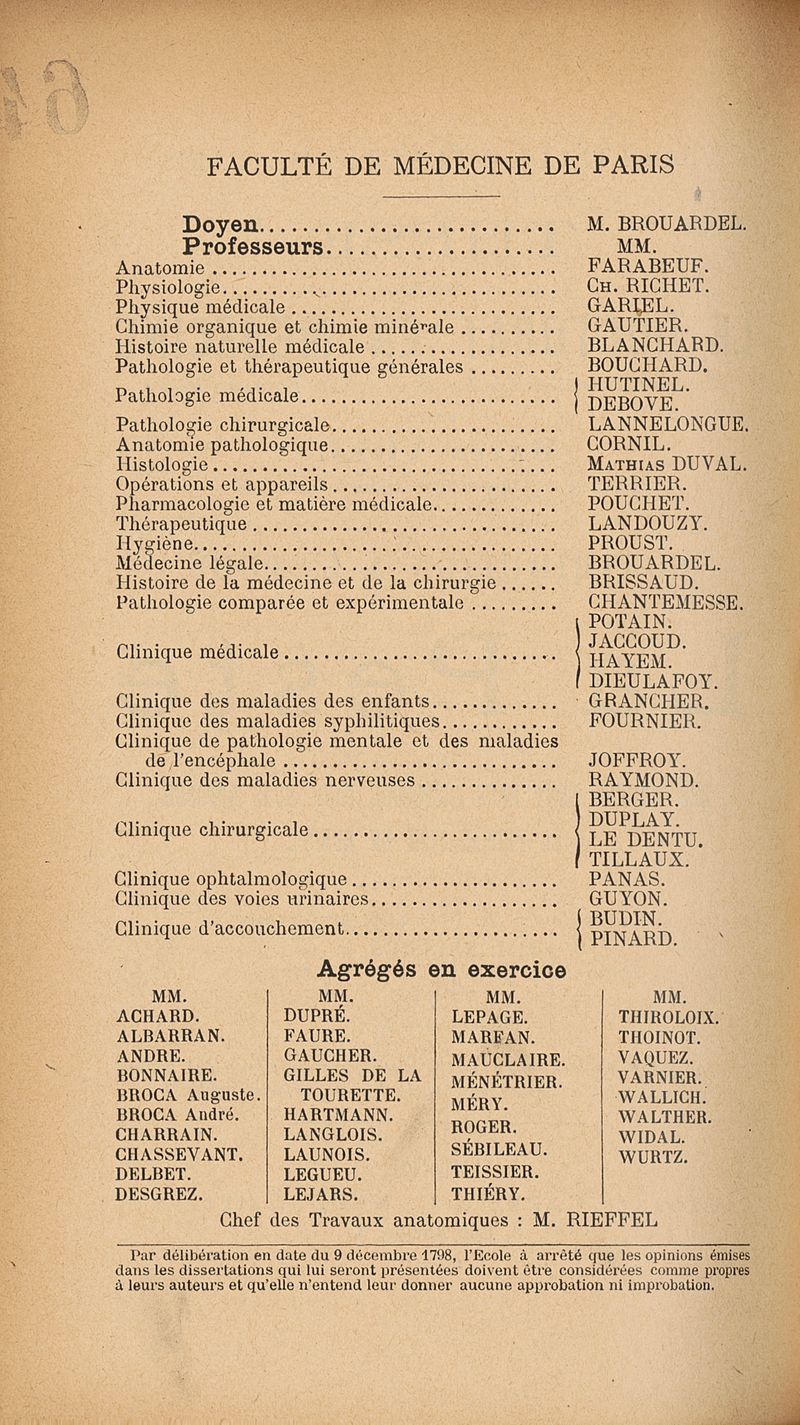 FACULTÉ DE MÉDECINE DE PARIS
Doyen............................ M. BROUARDEL.
Professeurs...................... MM.
Anatomie ........................ FARABEUF.
Physiologie...................... CH. RICHET.
Physique médicale ............... GARIEL.
Chimie organique et chimie minérale .......... GAUTIER.
Histoire naturelle médicale ................. BLANCHARD.
Pathologie et thérapeutique générales ......... BOUCHARD.
Pathologie médicale......................... { HUTINEL.
DEBOVE.
Pathologie chirurgicale....................... LANNELONGUE.
Anatomie pathologique....................... CORNIL.
Histologie................................... MATHIAS DUVAL.
Opérations et appareils....................... TERRIER.
Pharmacologie et matière médicale............. POUCHET.
Thérapeutique ............................... LANDOUZY.
Hygiène..................................... PROUST.
Médecine légale.............................. BROUARDEL.
Histoire de la médecine et de la chirurgie ...... BRISSAUD.
Pathologie comparée et expérimentale ......... CHANTEMESSE.
Clinique médicale ........................... { POTAIN.
JACCOUD.
HAYEM.
DIEULAFOY.
Clinique des maladies des enfants............. GRANCHER.
Clinique des maladies syphilitiques............ FOURNIER.
Clinique de pathologie mentale et des maladies
de l'encéphale ............................ JOFFROY.
Clinique des maladies nerveuses .............. RAYMOND.
Clinique chirurgicale ......................... { BERGER.
DUPLAY.
LE DENTU.
TILLAUX.
Clinique ophtalmologique ..................... PANAS.
Clinique des voies urinaires................... GUYON.
Clinique d'accouchement...................... { BUDIN.
PINARD.
Agrégés en exercice
MM.
ACHARD.
ALBARRAN.
ANDRE.
BONNAIRE.
BROCA Auguste.
BROCA André.
CHARRAIN.
CHASSEVANT.
DELBET.
DESGREZ.
MM.
DUPRÉ.
FAURE.
GAUCHER.
GILLES DE LA
TOURETTE.
HARTMANN.
LANGLOIS.
LAUNOIS.
LEGUEU.
LEJARS.
MM.
LEPAGE.
MARFAN.
MAUCLAIRE.
MÉNÉTRIER.
MÉRY.
ROGER.
SÉBILEAU.
TEISSIER.
THIÉRY.
MM.
THIROLOIX.
THOINOT.
VAQUEZ.
VARNIER.
WALLICH.
WALTHER.
WIDAL.
WURTZ.
Chef des Travaux anatomiques : M. RIEFFEL
Par délibération en date du 9 décembre 1798, l'Ecole à arrêté que les opinions émises
dans les dissertations qui lui seront présentées doivent être considérées comme propres
à leurs auteurs et qu'elle n'entend leur donner aucune approbation ni improbation.